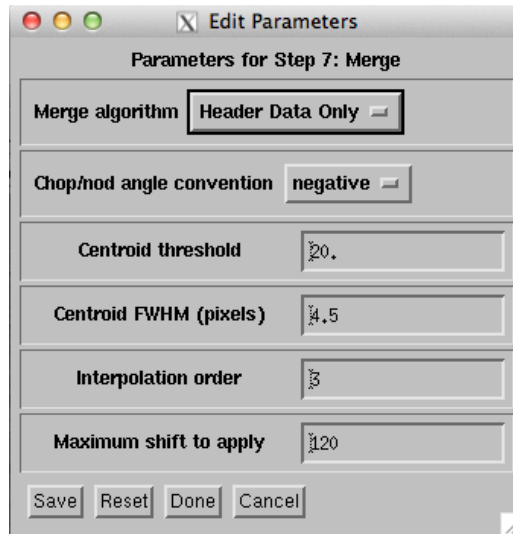 Edit Parameters
Parameters for Step 7: Merge
Merge algorithm Header Data Only
Chop/nod angle convention negative
Centroid threshold 20.
Centroid FWHM (pixels) 4.5
Interpolation order 3
Maximum shift to apply 120
Save Reset Done Cancel